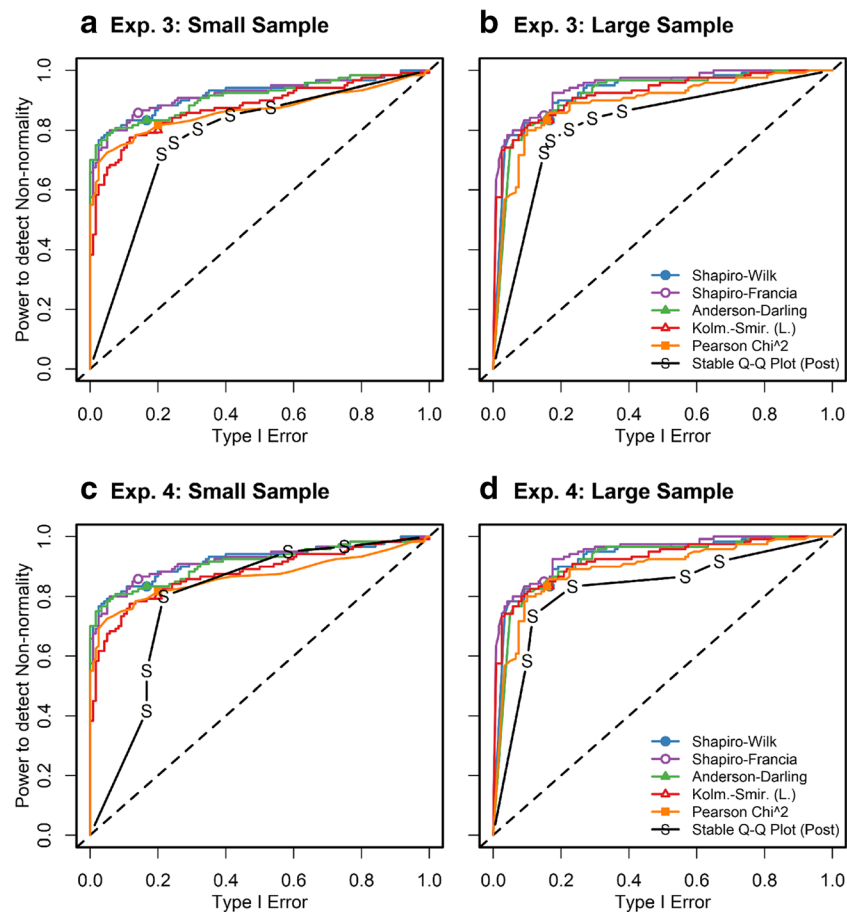 a Exp. 3: Small Sample
Power to detect Non-normality
1.0
0.8
0.6
0.4
0.2
0.0
S S S S S
0.0 0.2 0.4 0.6 0.8 1.0
Type I Error
b Exp. 3: Large Sample
S S S S S
Shapiro-Wilk
Shapiro-Francia
Anderson-Darling
Kolm.-Smir. (L.)
Pearson Chi^2
S Stable Q-Q Plot (Post)
0.0 0.2 0.4 0.6 0.8 1.0
Type I Error
c Exp. 4: Small Sample
Power to detect Non-normality
1.0
0.8
0.6
0.4
0.2
0.0
S S S S S
0.0 0.2 0.4 0.6 0.8 1.0
Type I Error
d Exp. 4: Large Sample
S S S S S
Shapiro-Wilk
Shapiro-Francia
Anderson-Darling
Kolm.-Smir. (L.)
Pearson Chi^2
S Stable Q-Q Plot (Post)
0.0 0.2 0.4 0.6 0.8 1.0
Type I Error